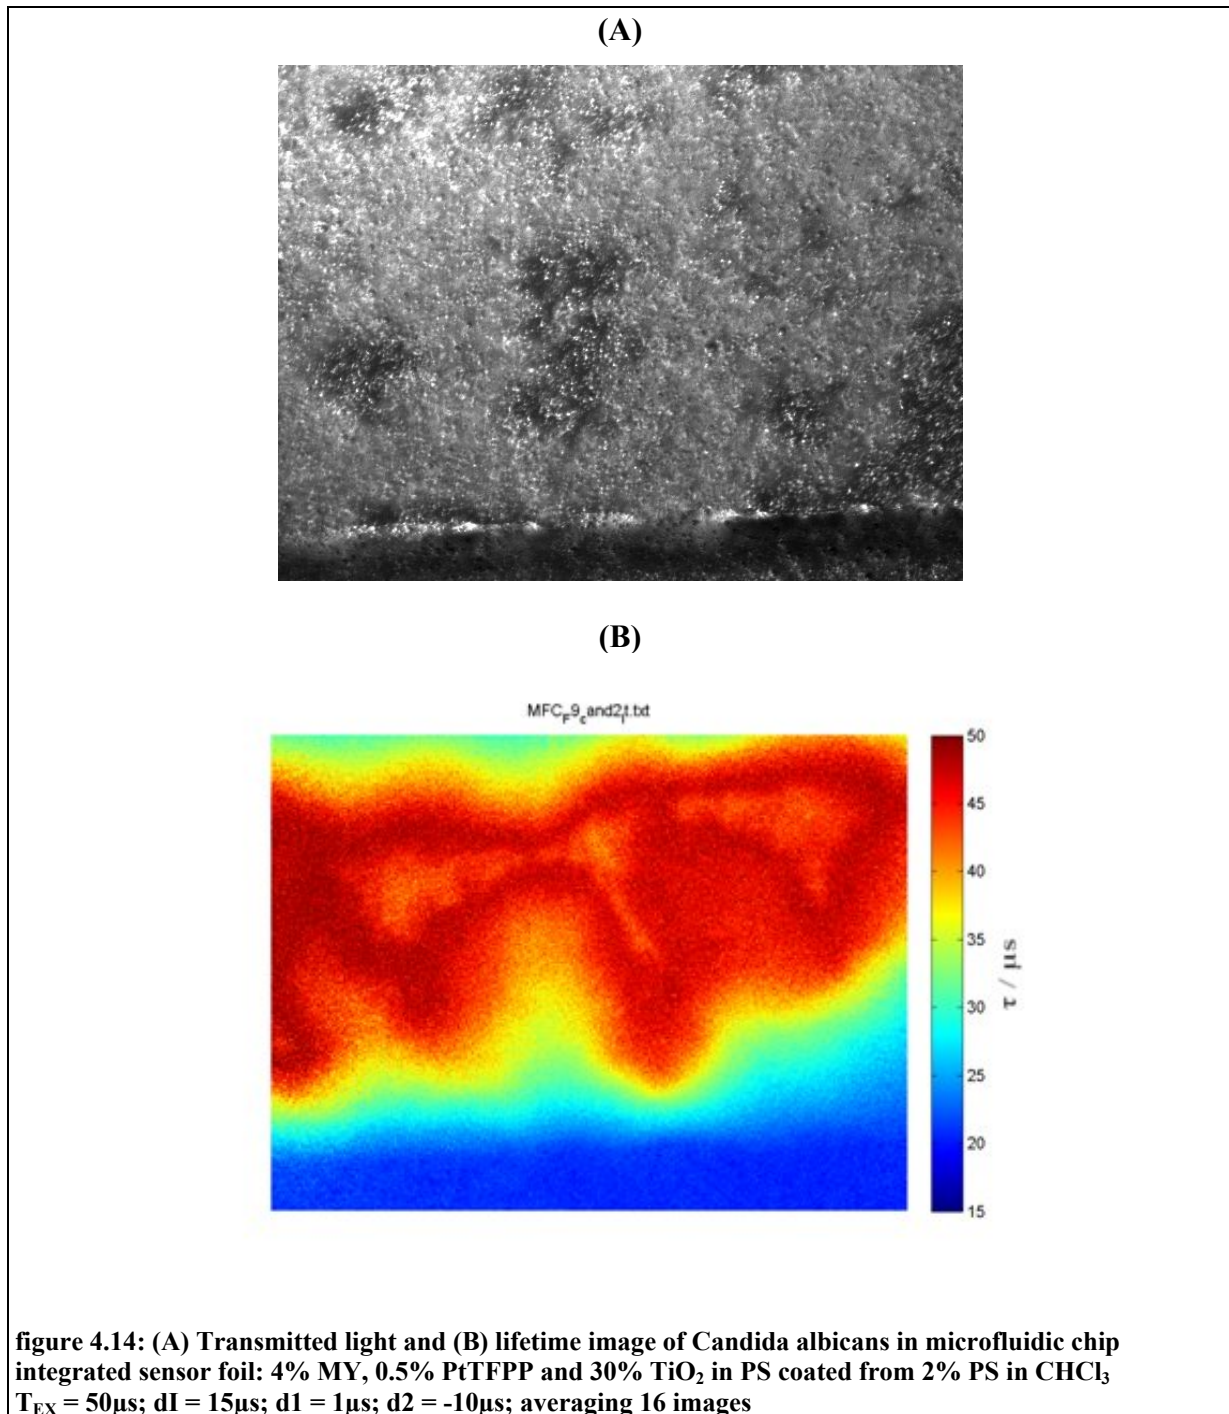 (A)
(B)
MFC_F9_cand2_lt.txt
50
45
40
35
30
25
20
15
τ / µs
figure 4.14: (A) Transmitted light and (B) lifetime image of Candida albicans in microfluidic chip
integrated sensor foil: 4% MY, 0.5% PtTFPP and 30% TiO₂ in PS coated from 2% PS in CHCl₃
T_EX = 50µs; dI = 15µs; d1 = 1µs; d2 = -10µs; averaging 16 images